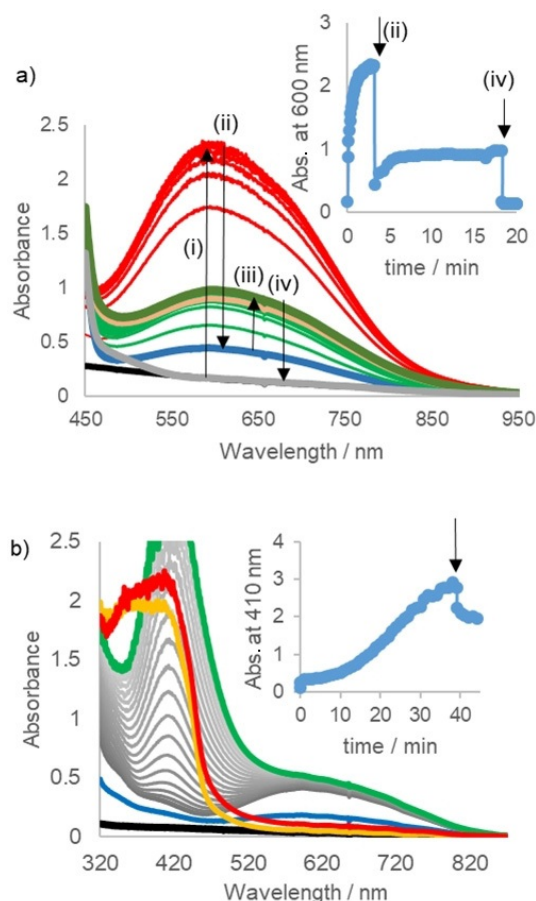 a)
2.5
2
1.5
1
0.5
0
450
550
650
750
850
950
Absorbance
Wavelength / nm
(i)
(ii)
(iii)
(iv)
3
2
1
0
0
5
10
15
20
Abs. at 600 nm
time / min
(ii)
(iv)
b)
2.5
2
1.5
1
0.5
0
320
420
520
620
720
820
Absorbance
Wavelength / nm
4
3
2
1
0
0
10
20
30
40
Abs. at 410 nm
time / min